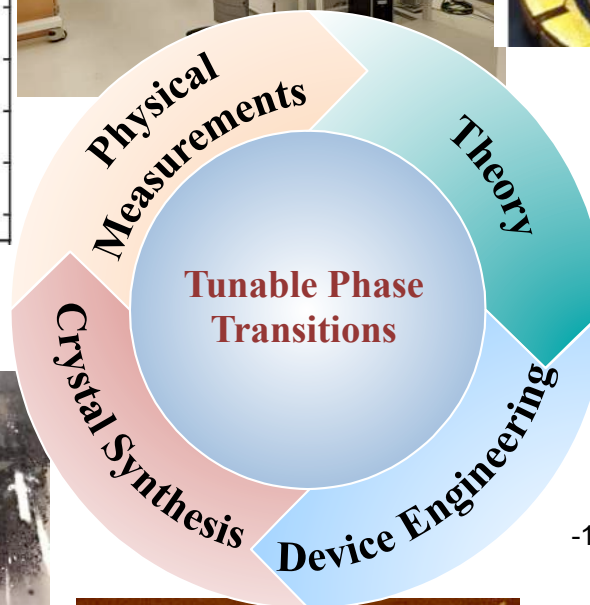 Physical
Measurements
Theory
Tunable Phase
Transitions
Crystal Synthesis
Device Engineering
-1